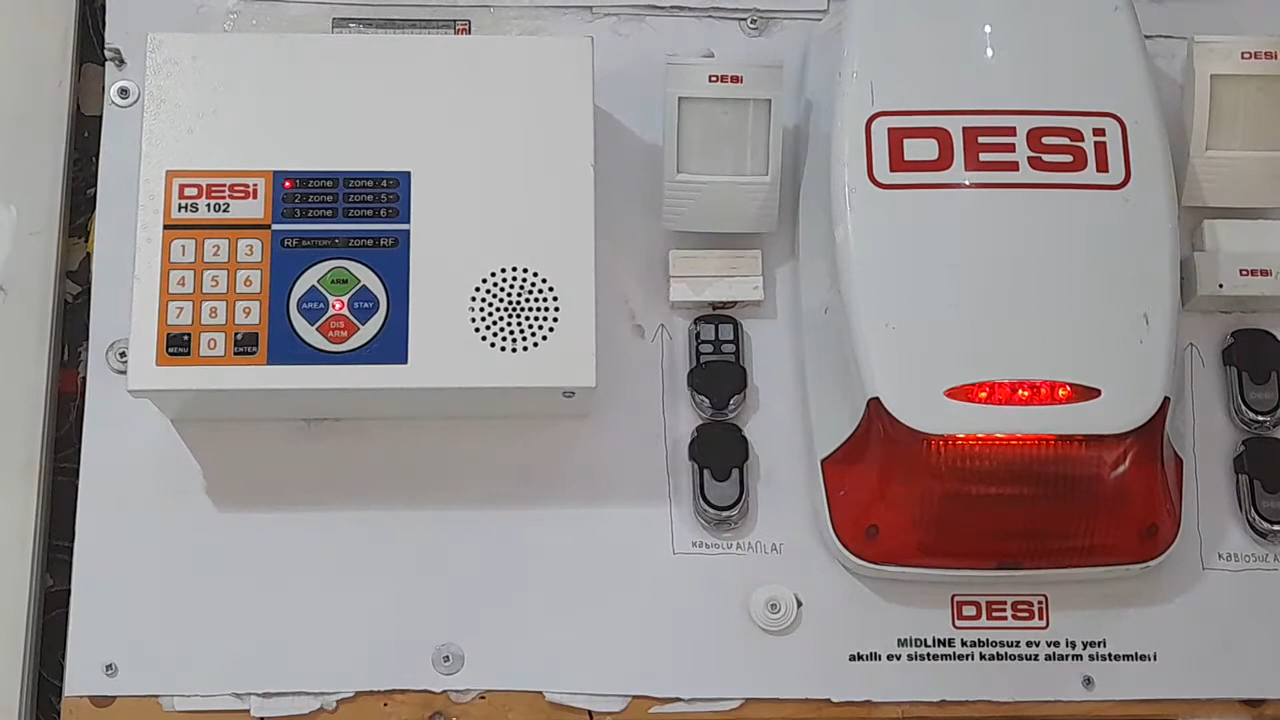 DESi
HS 102
1 - zone zone - 4
2 - zone zone - 5
3 - zone zone - 6
RF BATTERY zone - RF
1 2 3
4 5 6
7 8 9
MENU * 0 ENTER
ARM
AREA STAY
DIS
ARM
DESi
DESi
DESi
DESi
DESi
DESi
KABLOLU ALANLAR
KABLOSUZ
DESi
MİDLİNE kablosuz ev ve iş yeri
akıllı ev sistemleri kablosuz alarm sistemleri